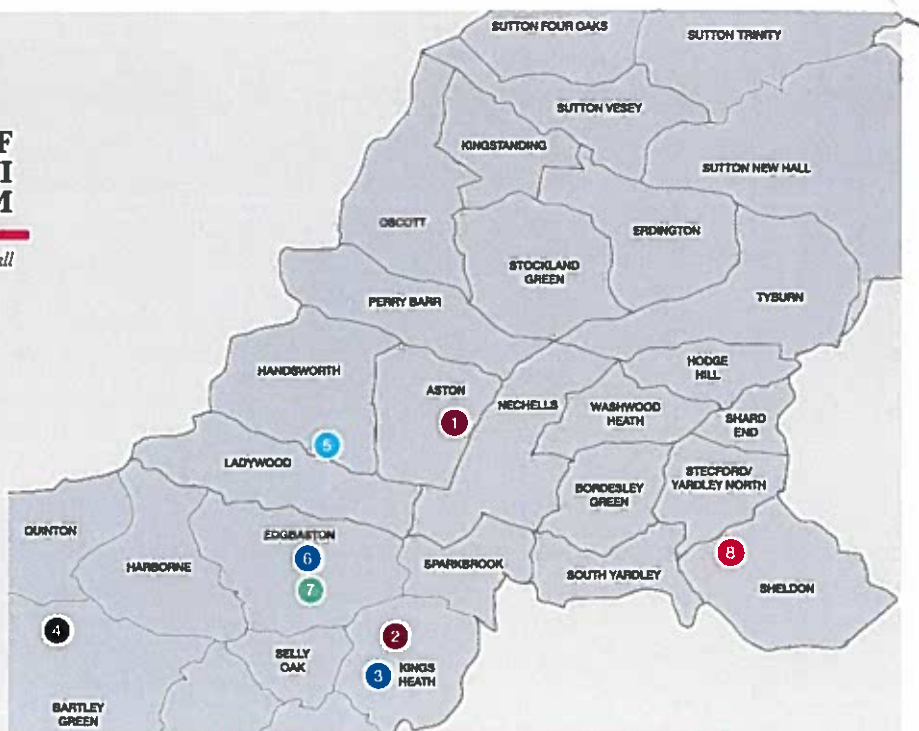 SUTTON FOUR OAKS
SUTTON TRINITY
SUTTON VESEY
F
KINGSTANDING
I
SUTTON NEW HALL
M
OSCOTT
ERDINGTON
all
STOCKLAND
GREEN
PERRY BARR
TYBURN
HANDSWORTH
HODGE
HILL
ASTON
NECHELLS
1
WASHWOOD
HEATH
SHARD
END
5
LADYWOOD
STECFORD/
YARDLEY NORTH
BORDESLEY
GREEN
QUINTON
EDGBASTON
6
HARBORNE
SPARKBROOK
SOUTH YARDLEY
8
SHELDON
7
4
2
SELLY
OAK
3
KINGS
HEATH
BARTLEY
GREEN